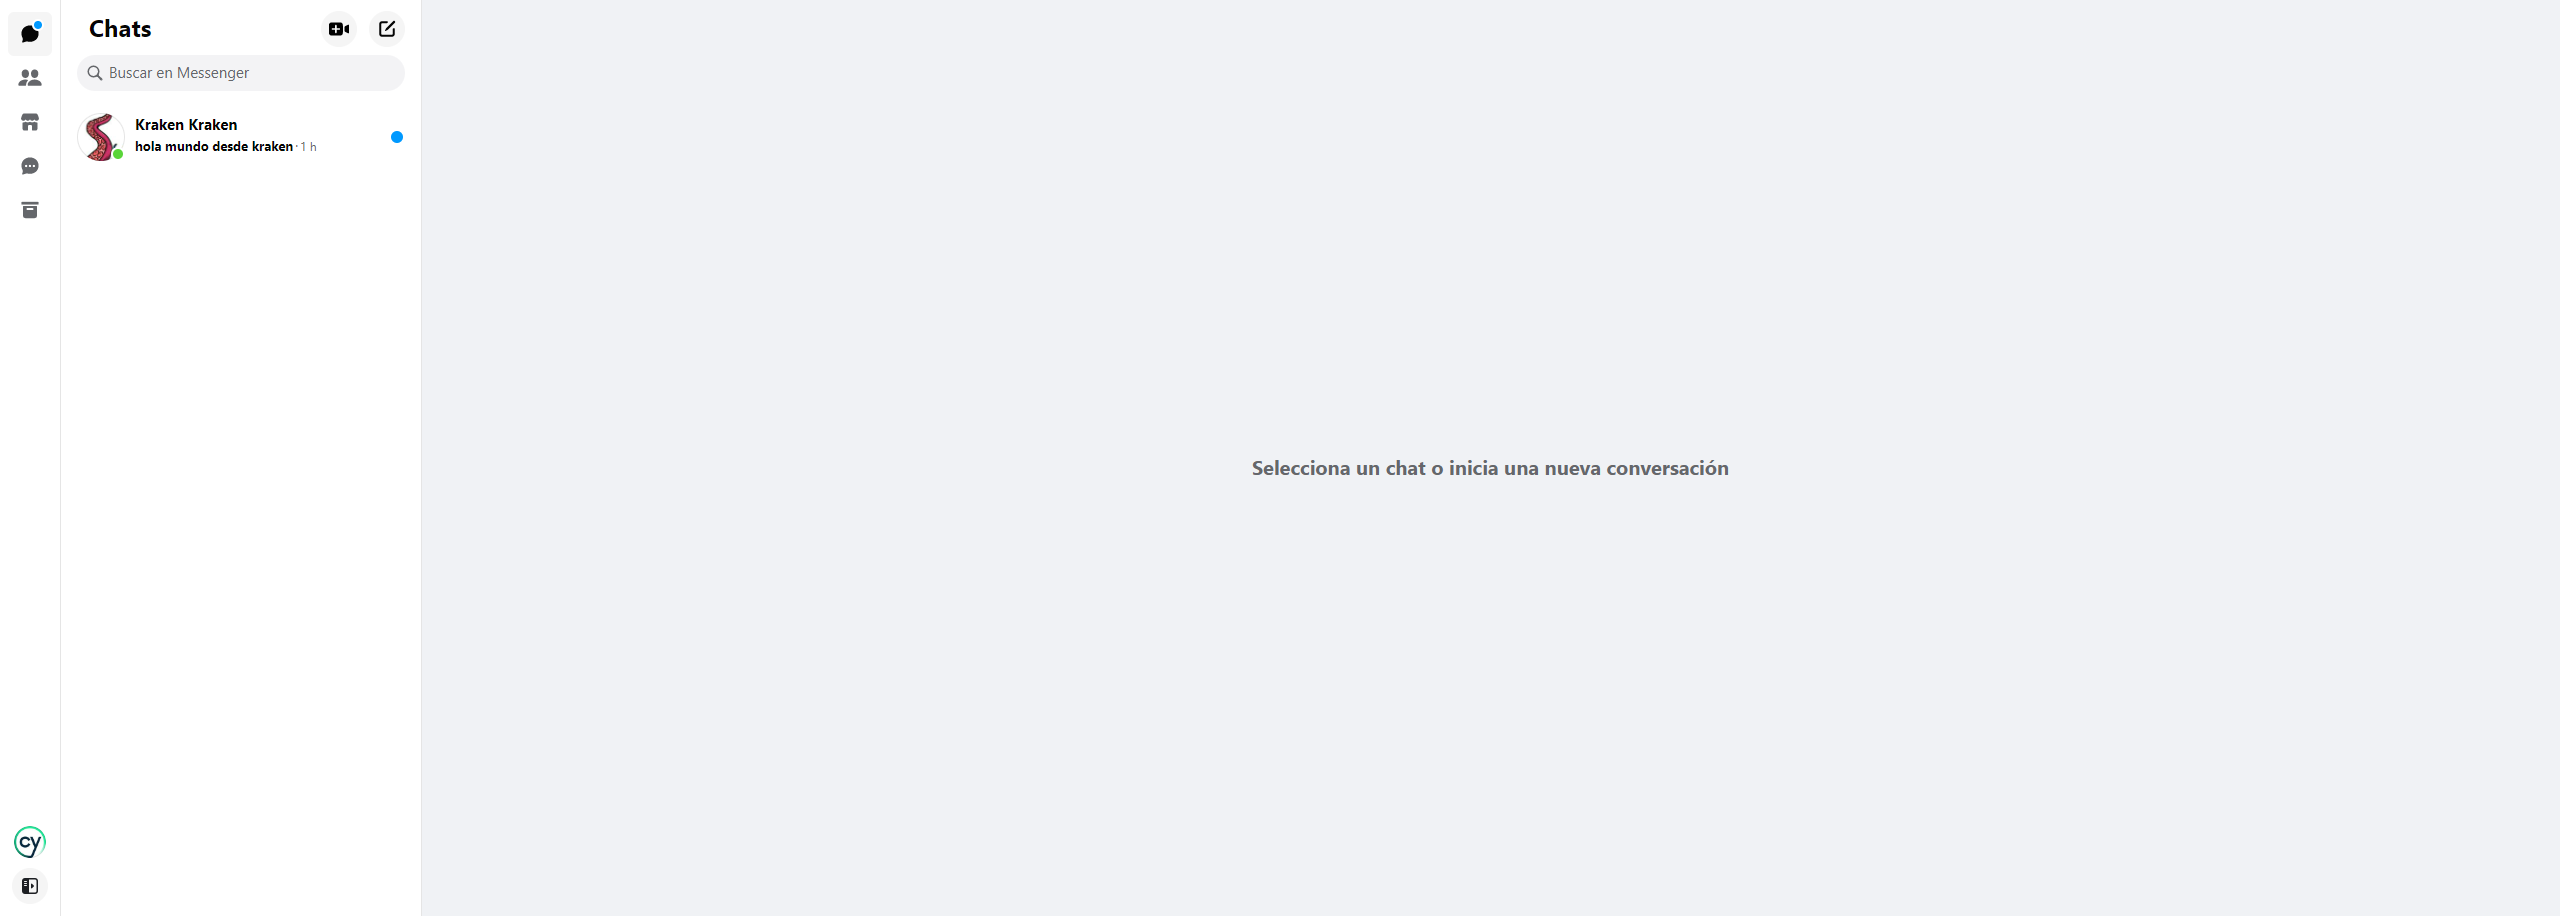 Chats
Buscar en Messenger
Kraken Kraken
hola mundo desde kraken · 1 h
Selecciona un chat o inicia una nueva conversación
cy